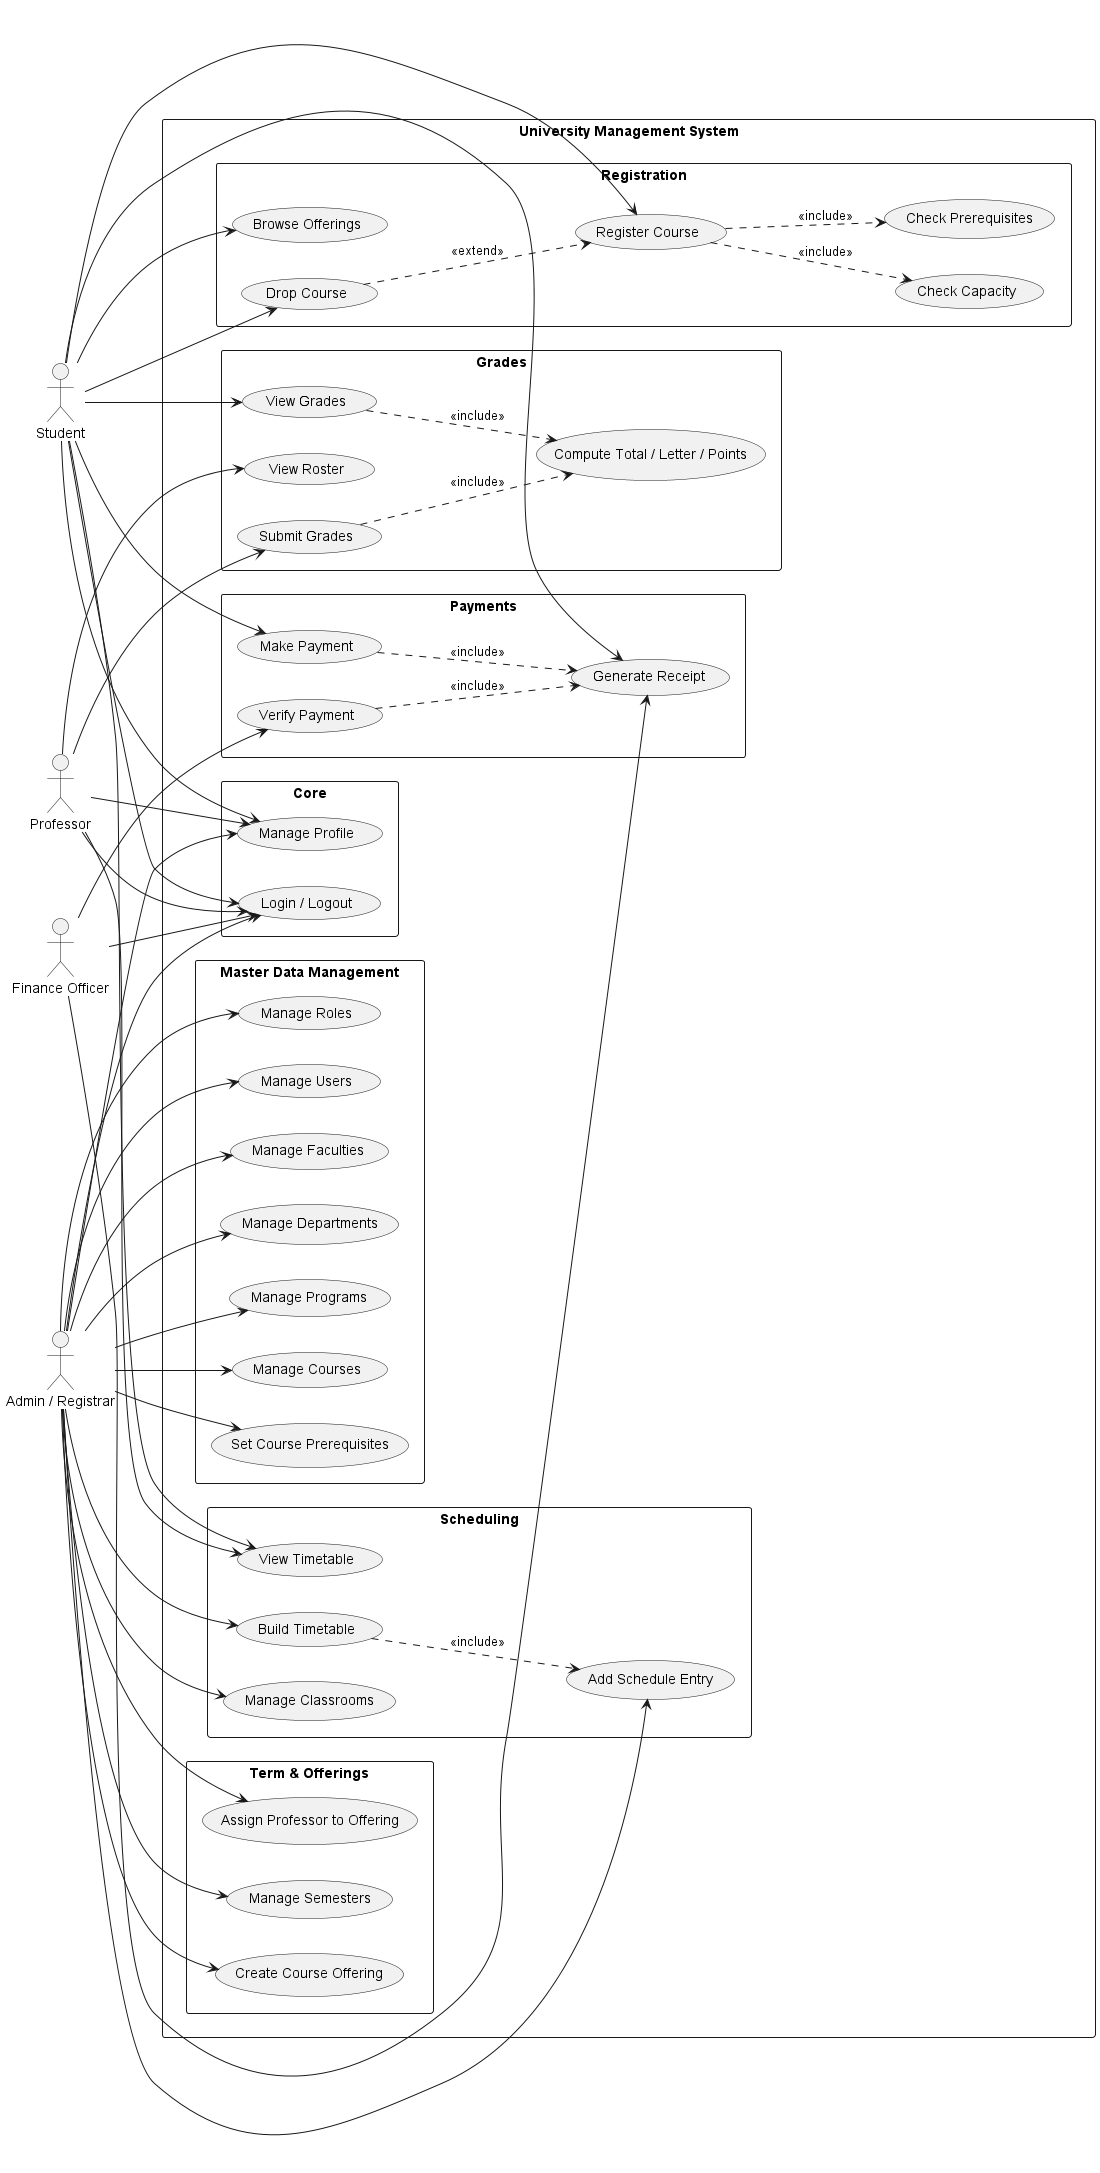 University Management System
Registration
Browse Offerings
Register Course
«include»
Check Prerequisites
«extend»
«include»
Drop Course
Check Capacity
Grades
View Grades
«include»
Student
Compute Total / Letter / Points
View Roster
«include»
Submit Grades
Payments
Make Payment
«include»
Generate Receipt
«include»
Verify Payment
Core
Professor
Manage Profile
Login / Logout
Master Data Management
Finance Officer
Manage Roles
Manage Users
Manage Faculties
Manage Departments
Manage Programs
Manage Courses
Admin / Registrar
Set Course Prerequisites
Scheduling
View Timetable
Build Timetable
«include»
Add Schedule Entry
Manage Classrooms
Term & Offerings
Assign Professor to Offering
Manage Semesters
Create Course Offering